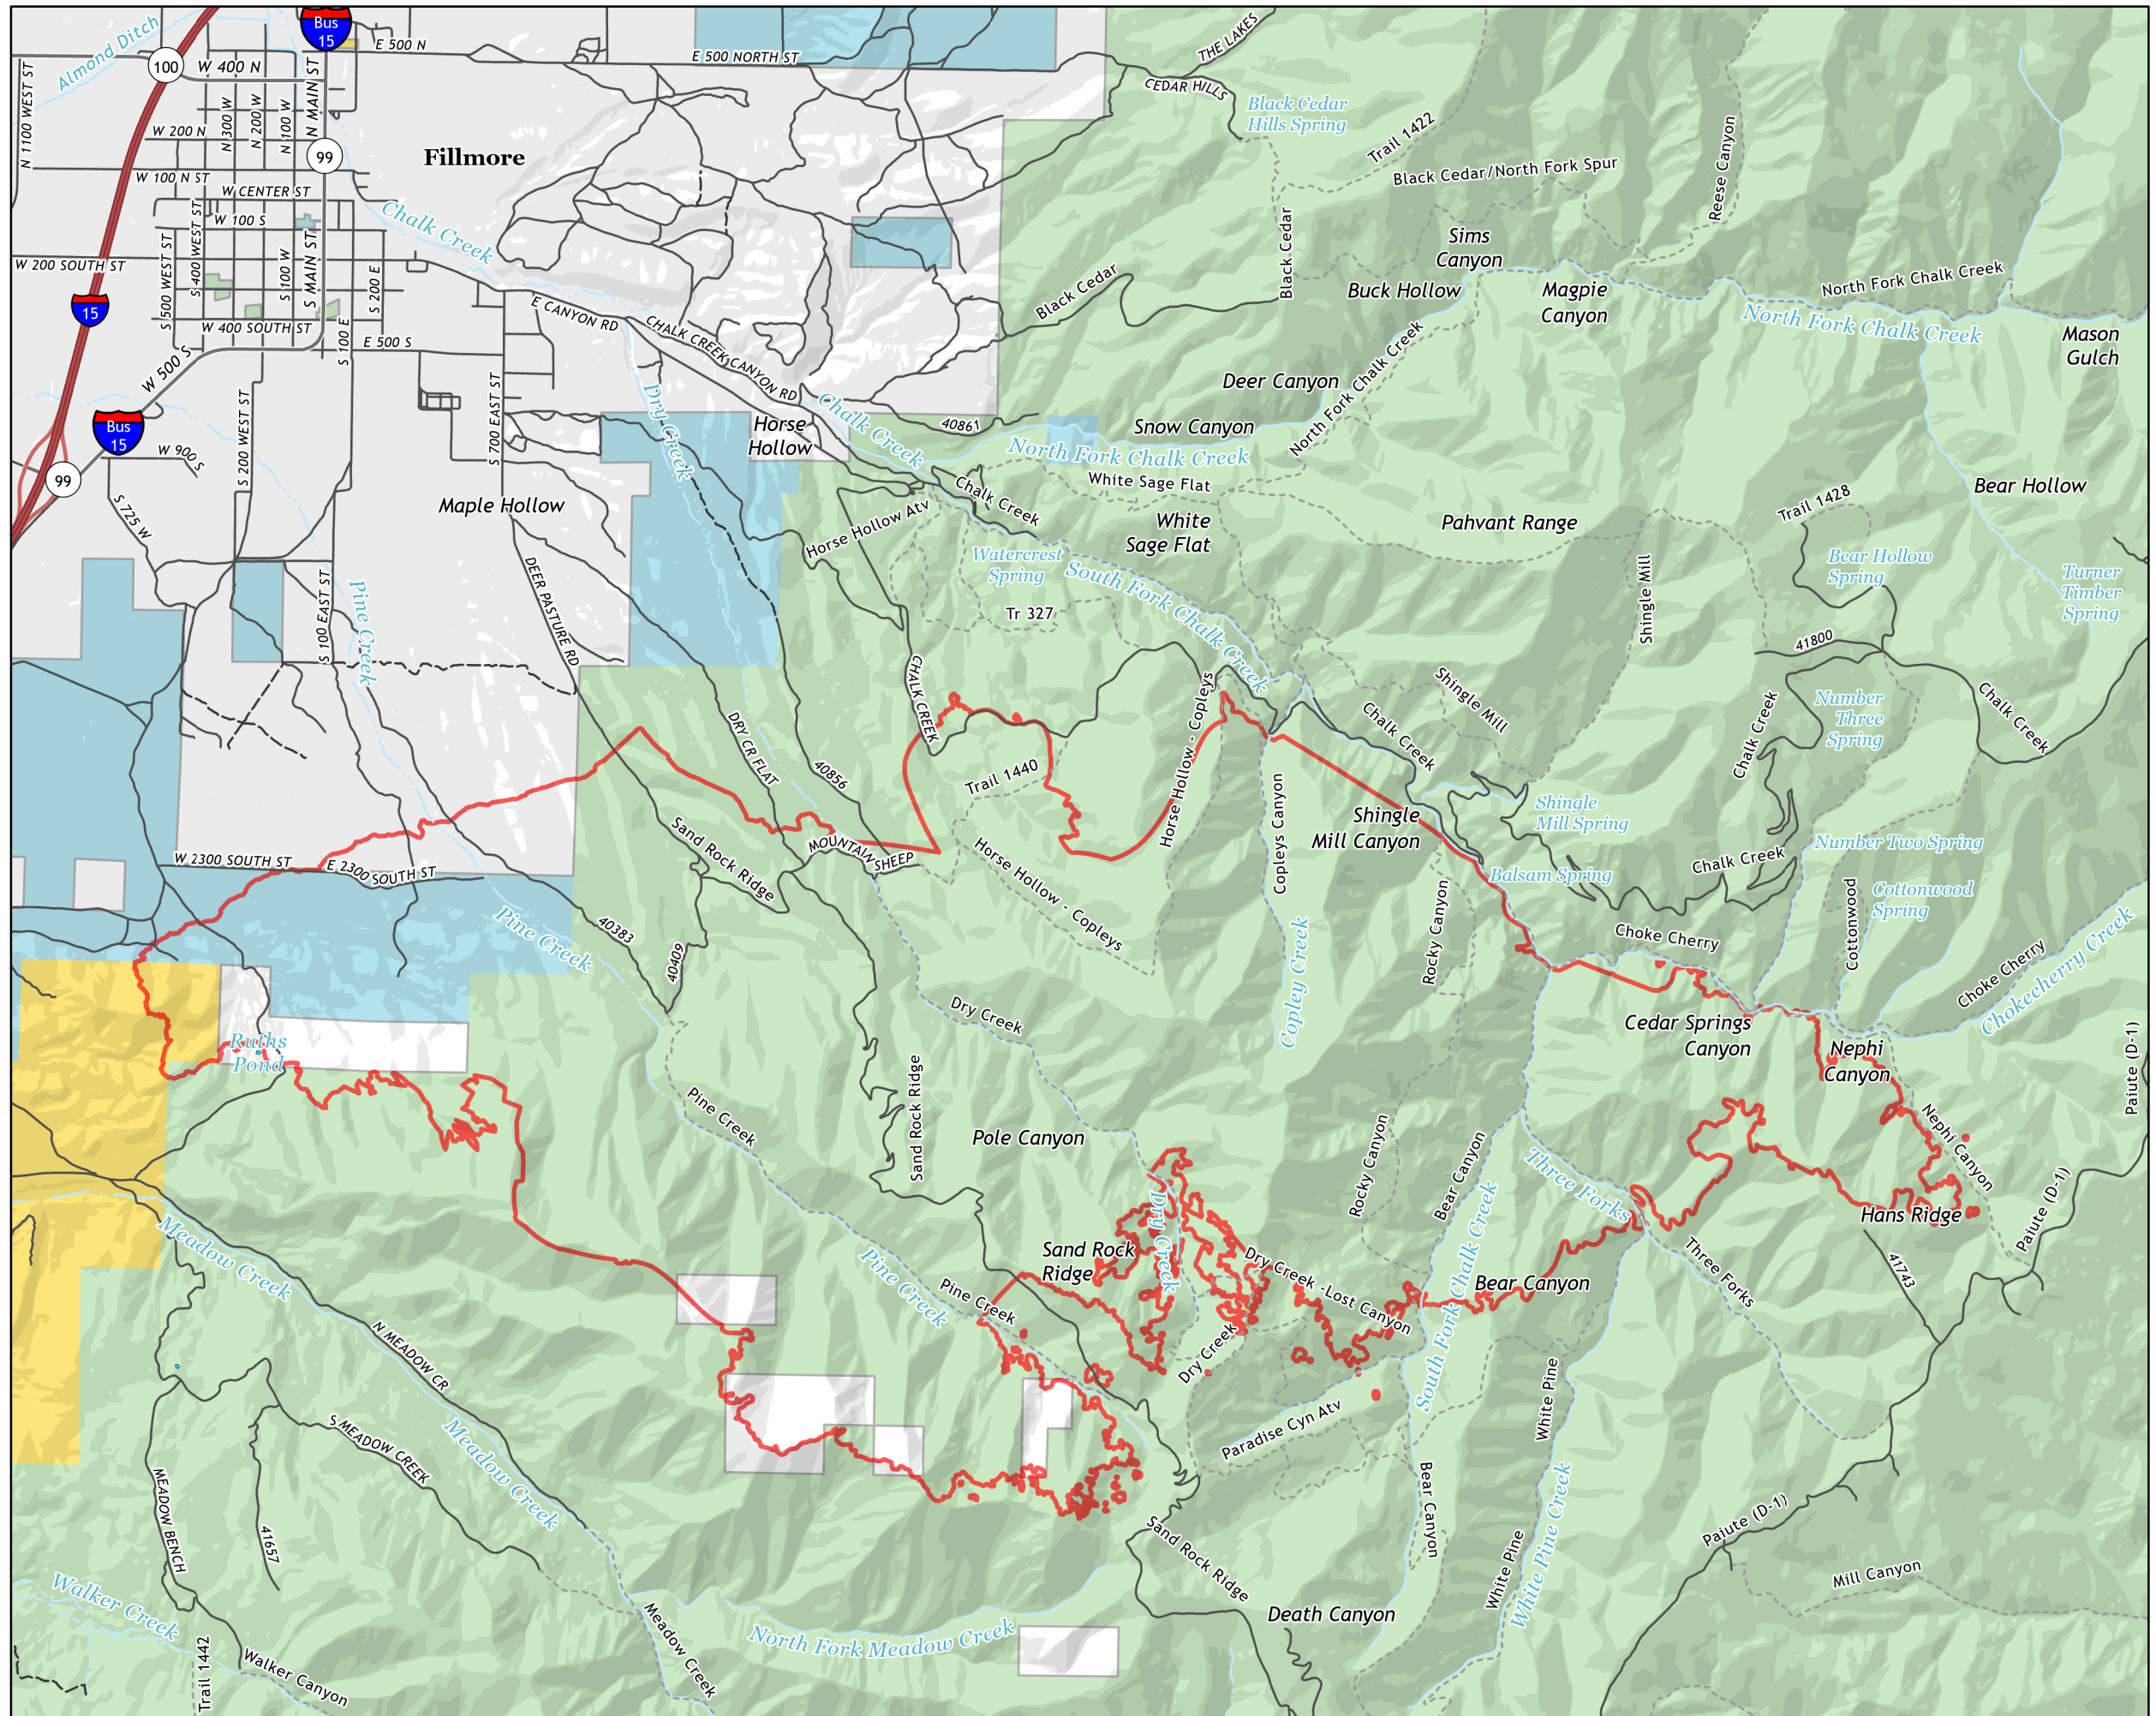 Almond Ditch
Bus
15
E 500 N
THE LAKES
100
W 400 N
E 500 NORTH ST
CEDAR HILLS
N 1100 WEST ST
N MAIN ST
N 300 W
N 200 W
N 100 W
Black Cedar
Hills Spring
W 200 N
99
Fillmore
Trail 1422
Black Cedar/North Fork Spur
Reese Canyon
W 100 N ST
W CENTER ST
W 100 S
Chalk Creek
S 500 WEST ST
S 400 WEST ST
S 100 W
S MAIN ST
S 200 E
W 200 SOUTH ST
Black Cedar
Black Cedar
Sims
Canyon
Buck Hollow
Magpie
Canyon
North Fork Chalk Creek
North Fork Chalk Creek
Mason
Gulch
15
W 400 SOUTH ST
E CANYON RD
CHALK CREEK CANYON RD
S 100 E
E 500 S
W 500 S
Deer Canyon
North Fork Chalk Creek
S 200 WEST ST
S 700 EAST ST
Dry Creek
Chalk Creek
Horse
Hollow
40861
Snow Canyon
North Fork Chalk Creek
Bus
15
W 900 S
99
S 725 W
Maple Hollow
Chalk Creek
White Sage Flat
White
Sage Flat
Pahvant Range
Trail 1428
Bear Hollow
Horse Hollow Atv
Watercrest
Spring
South Fork Chalk Creek
Bear Hollow
Spring
Turner
Timber
Spring
Pine Creek
S 100 EAST ST
DEER PASTURE RD
Tr 327
Shingle Mill
41800
CHALK CREEK
Shingle Mill
Chalk Creek
Number
Three
Spring
Chalk Creek
DRY CR FLAT
40856
Chalk Creek
Trail 1440
Horse Hollow - Copleys
Copleys Canyon
Shingle
Mill Canyon
Shingle
Mill Spring
Sand Rock Ridge
MOUNTAIN SHEEP
Horse Hollow - Copleys
Number Two Spring
W 2300 SOUTH ST
E 2300 SOUTH ST
Balsam Spring
Chalk Creek
Cottonwood
Spring
Cottonwood
Pine Creek
40383
40409
Copley Creek
Rocky Canyon
Choke Cherry
Choke Cherry
Chokecherry Creek
Dry Creek
Cedar Springs
Canyon
Nephi
Canyon
Paiute (D-1)
Ruths
Pond
Sand Rock Ridge
Pine Creek
Pole Canyon
Rocky Canyon
Bear Canyon
Three Forks
Nephi Canyon
Hans Ridge
Paiute (D-1)
Meadow Creek
Pine Creek
Sand Rock
Ridge
Dry Creek
Dry Creek -Lost Canyon
South Fork Chalk Creek
Bear Canyon
Three Forks
41743
Pine Creek
Dry Creek
N MEADOW CR
White Pine
Paradise Cyn Atv
Meadow Creek
S MEADOW CREEK
MEADOW BENCH
41657
Bear Canyon
White Pine Creek
White Pine
Paiute (D-1)
Sand Rock Ridge
Mill Canyon
Walker Creek
Death Canyon
North Fork Meadow Creek
Meadow Creek
Trail 1442
Walker Canyon